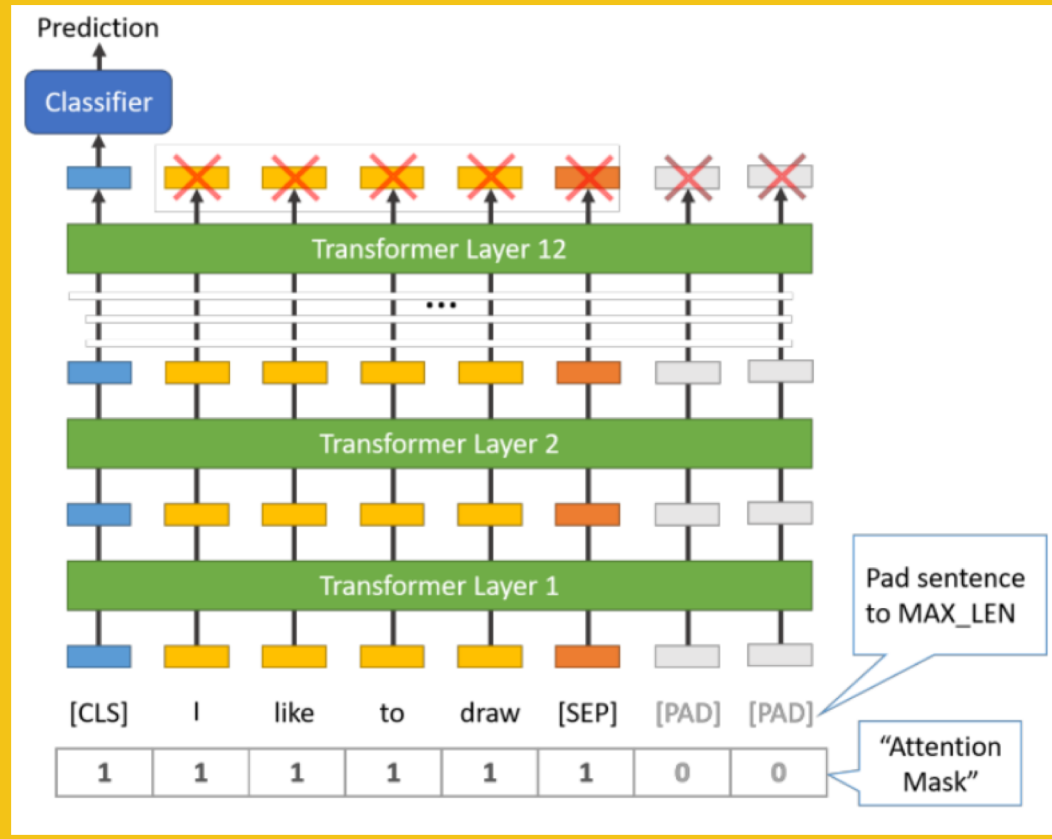 Prediction
Classifier
Transformer Layer 12
...
Transformer Layer 2
Transformer Layer 1
Pad sentence
to MAX_LEN
[CLS] I like to draw [SEP] [PAD] [PAD]
1 1 1 1 1 1 0 0
“Attention
Mask”